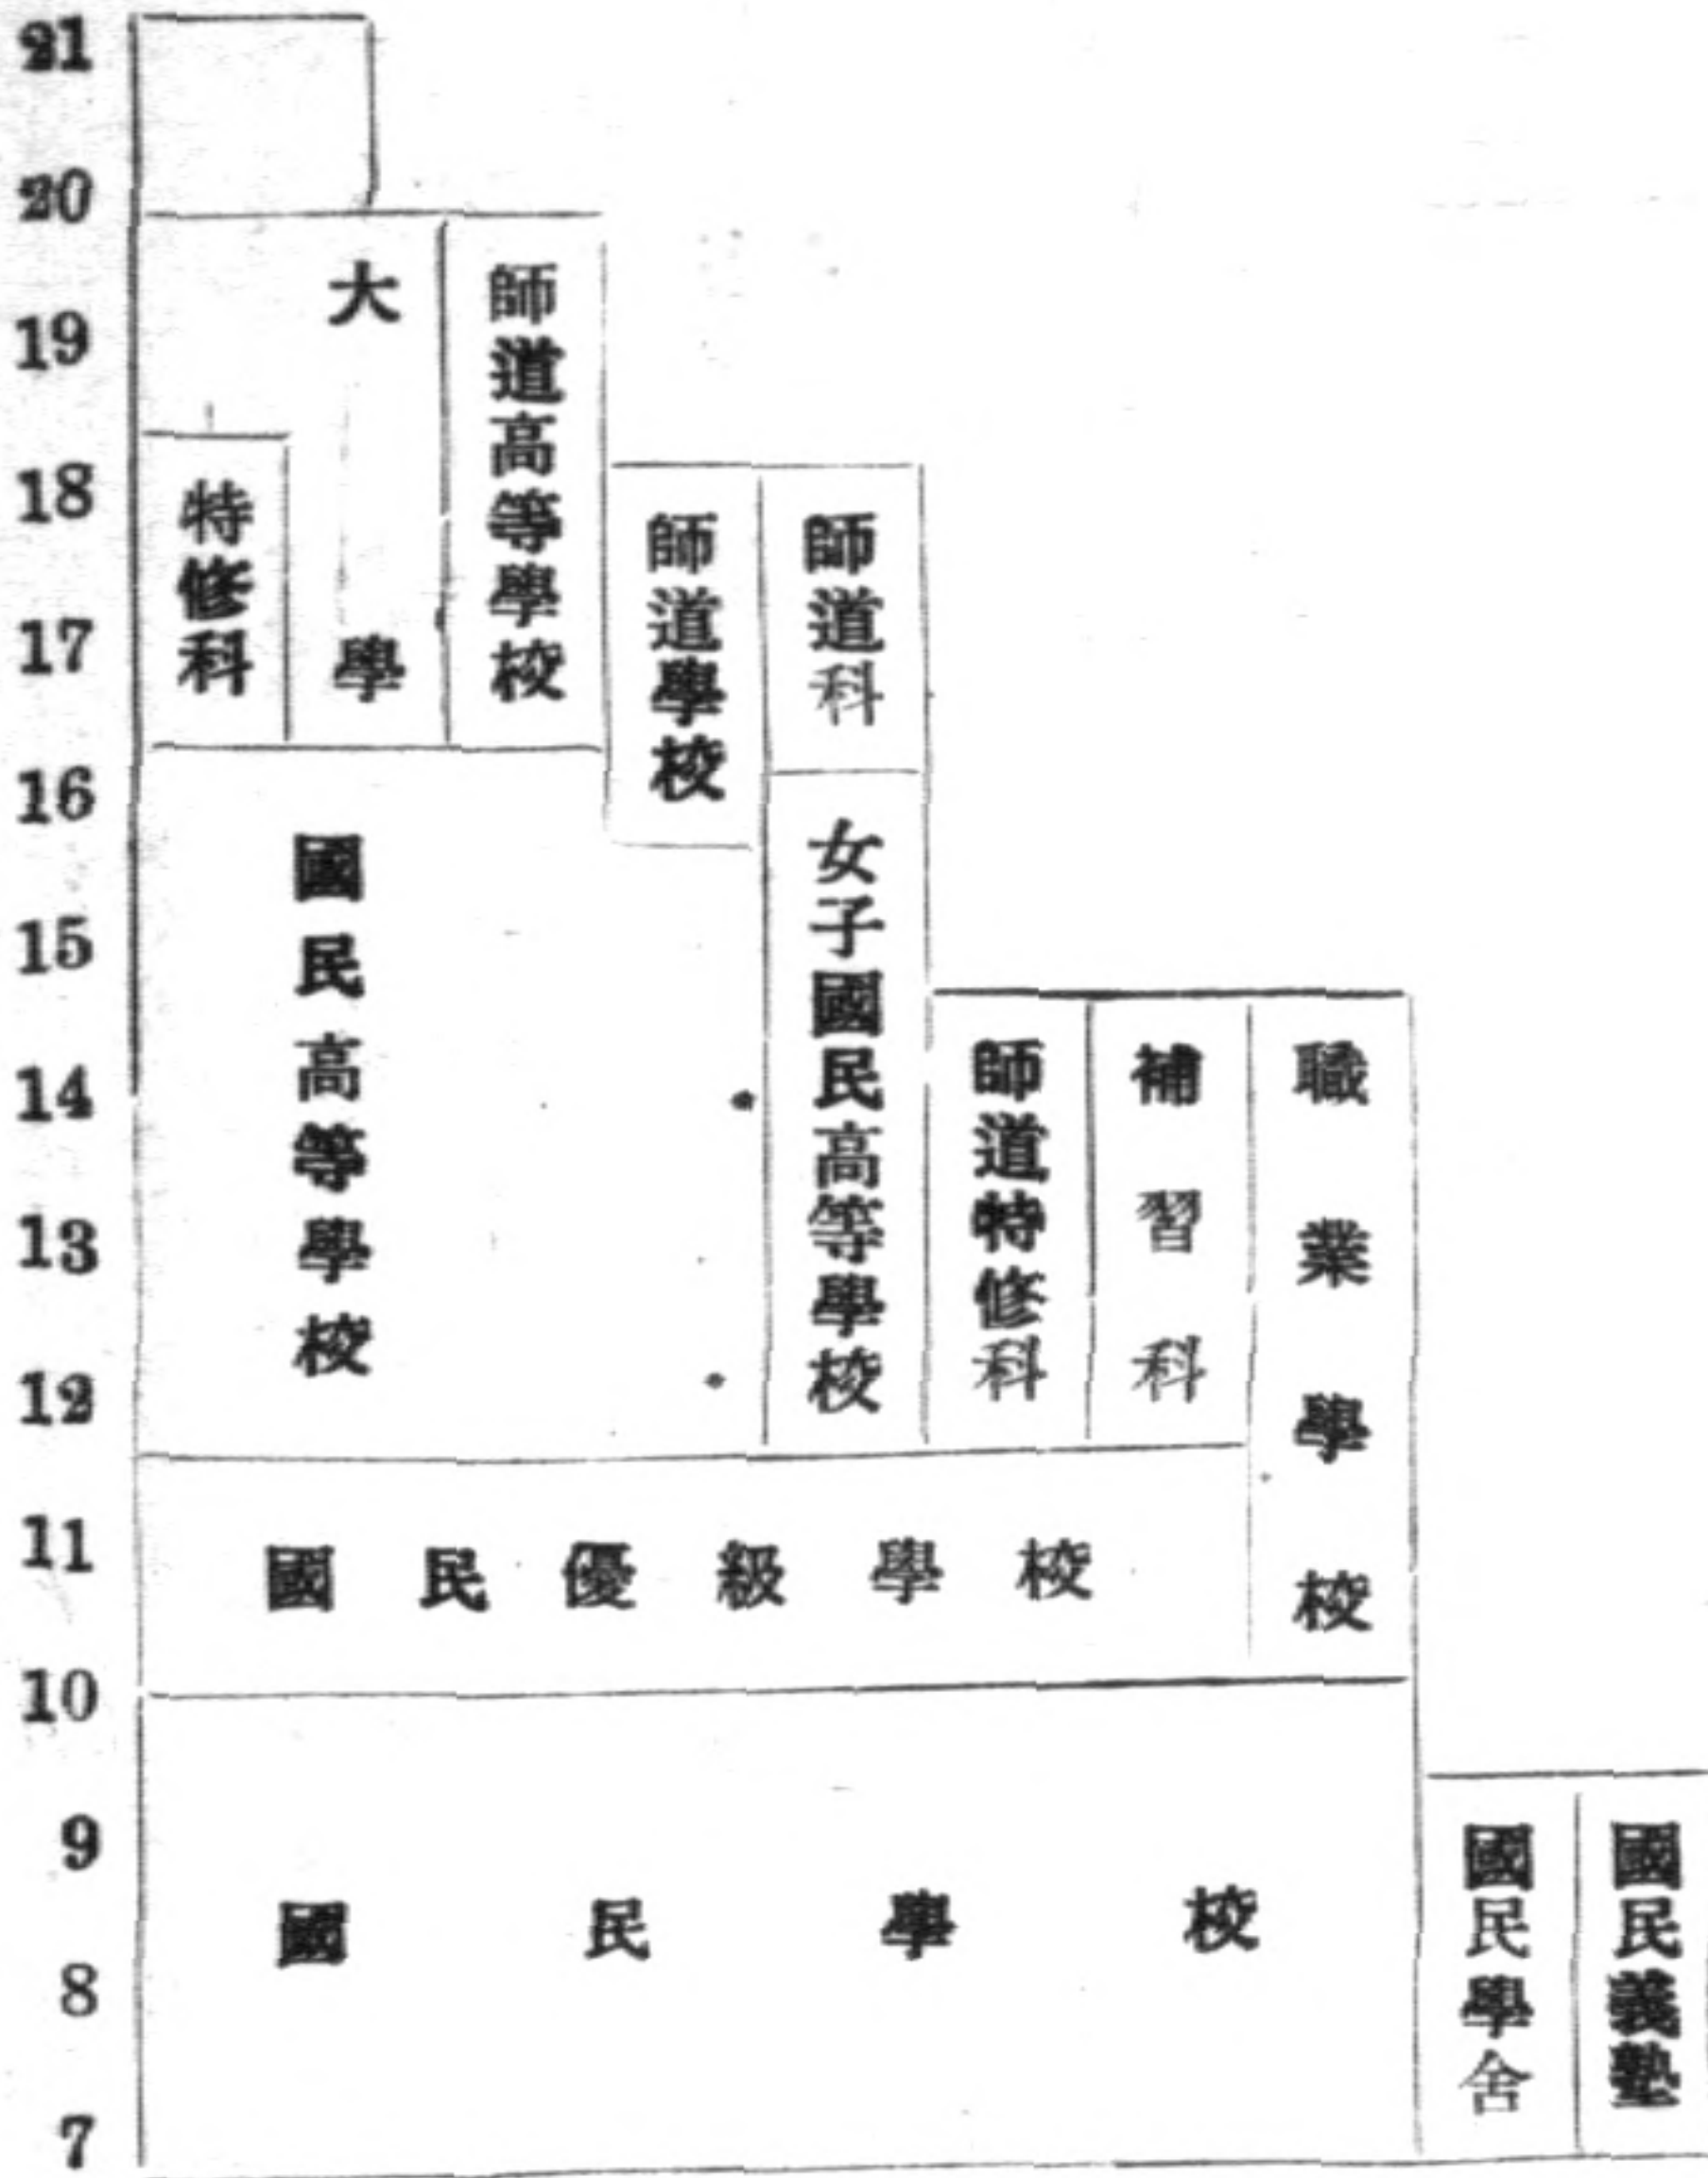 21
20
19
18
17
16
15
14
13
12
11
10
9
8
7
大學
特修科
師道高等學校
師道學校
師道科
國民高等學校
女子國民高等學校
師道特修科
補習科
職業學校
國民優級學校
國民學校
國民學舍
國民義塾